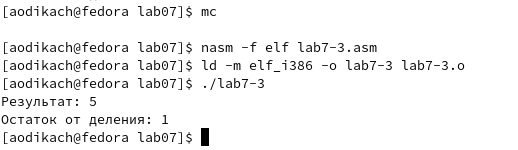 [aodikach@fedora lab07]$ mc
[aodikach@fedora lab07]$ nasm -f elf lab7-3.asm
[aodikach@fedora lab07]$ ld -m elf_i386 -o lab7-3 lab7-3.o
[aodikach@fedora lab07]$ ./lab7-3
Результат: 5
Остаток от деления: 1
[aodikach@fedora lab07]$